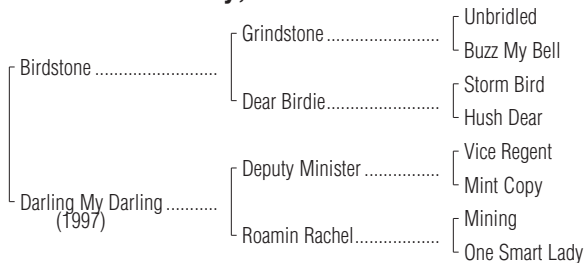 Birdstone ......................
Grindstone ....................
Unbridled
Buzz My Bell
Dear Birdie ....................
Storm Bird
Hush Dear
Darling My Darling ..........
(1997)
Deputy Minister .............
Vice Regent
Mint Copy
Roamin Rachel ...............
Mining
One Smart Lady